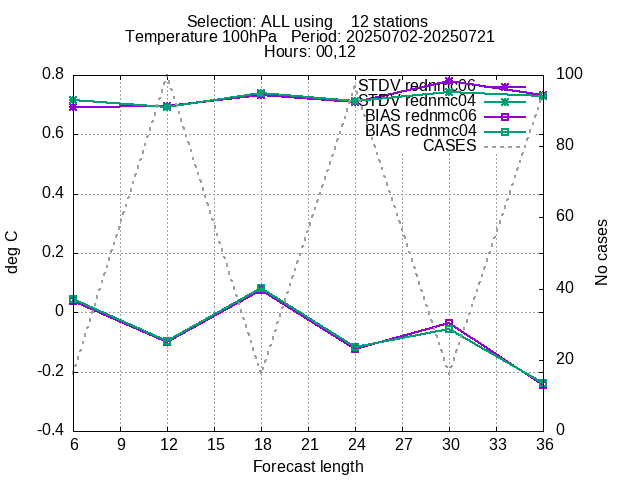 Selection: ALL using    12 stations
Temperature 100hPa   Period: 20250702-20250721
Hours: 00,12
STDV rednmc06
STDV rednmc04
BIAS rednmc06
BIAS rednmc04
CASES
0.8
0.6
0.4
0.2
0
-0.2
-0.4
100
80
60
40
20
0
deg C
No cases
6 9 12 15 18 21 24 27 30 33 36
Forecast length